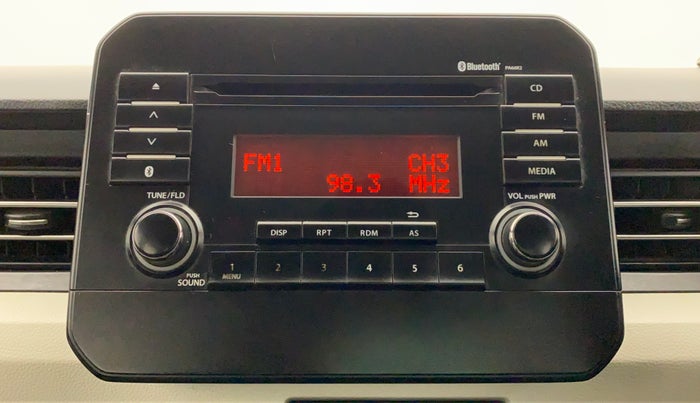 Bluetooth PA66R2
CD
FM
AM
MEDIA
FM1 CH3
98.3 MHz
TUNE/FLD
VOL PUSH PWR
DISP RPT RDM AS
PUSH
SOUND
1 2 3 4 5 6
MENU